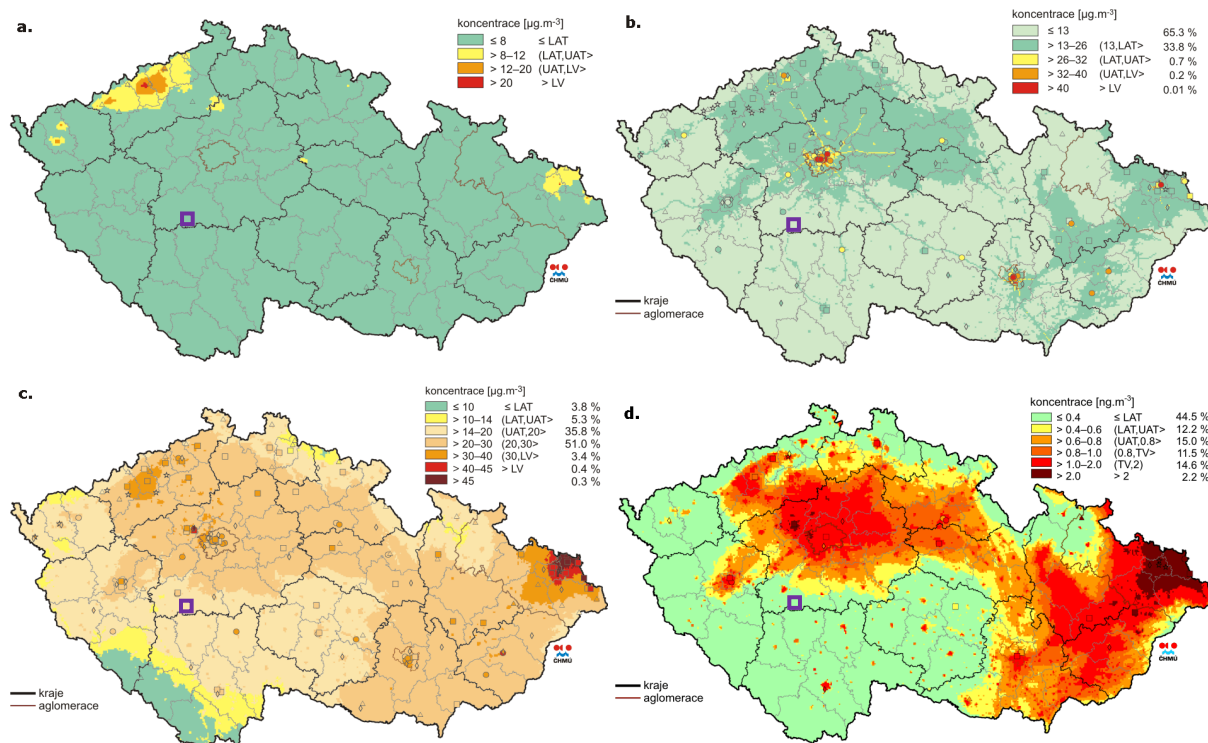 a.
koncentrace [µg.m-3]
≤ 8 ≤ LAT
> 8–12 (LAT,UAT>
> 12–20 (UAT,LV>
> 20 > LV
ČHMÚ
b.
koncentrace [µg.m-3]
≤ 13 65.3 %
> 13–26 (13,LAT> 33.8 %
> 26–32 (LAT,UAT> 0.7 %
> 32–40 (UAT,LV> 0.2 %
> 40 > LV 0.01 %
kraje
aglomerace
ČHMÚ
c.
koncentrace [µg.m-3]
≤ 10 ≤ LAT 3.8 %
> 10–14 (LAT,UAT> 5.3 %
> 14–20 (UAT,20> 35.8 %
> 20–30 (20,30> 51.0 %
> 30–40 (30,LV> 3.4 %
> 40–45 > LV 0.4 %
> 45 0.3 %
kraje
aglomerace
ČHMÚ
d.
koncentrace [ng.m-3]
≤ 0.4 ≤ LAT 44.5 %
> 0.4–0.6 (LAT,UAT> 12.2 %
> 0.6–0.8 (UAT,0.8> 15.0 %
> 0.8–1.0 (0.8,TV> 11.5 %
> 1.0–2.0 (TV,2) 14.6 %
> 2.0 > 2 2.2 %
kraje
aglomerace
ČHMÚ